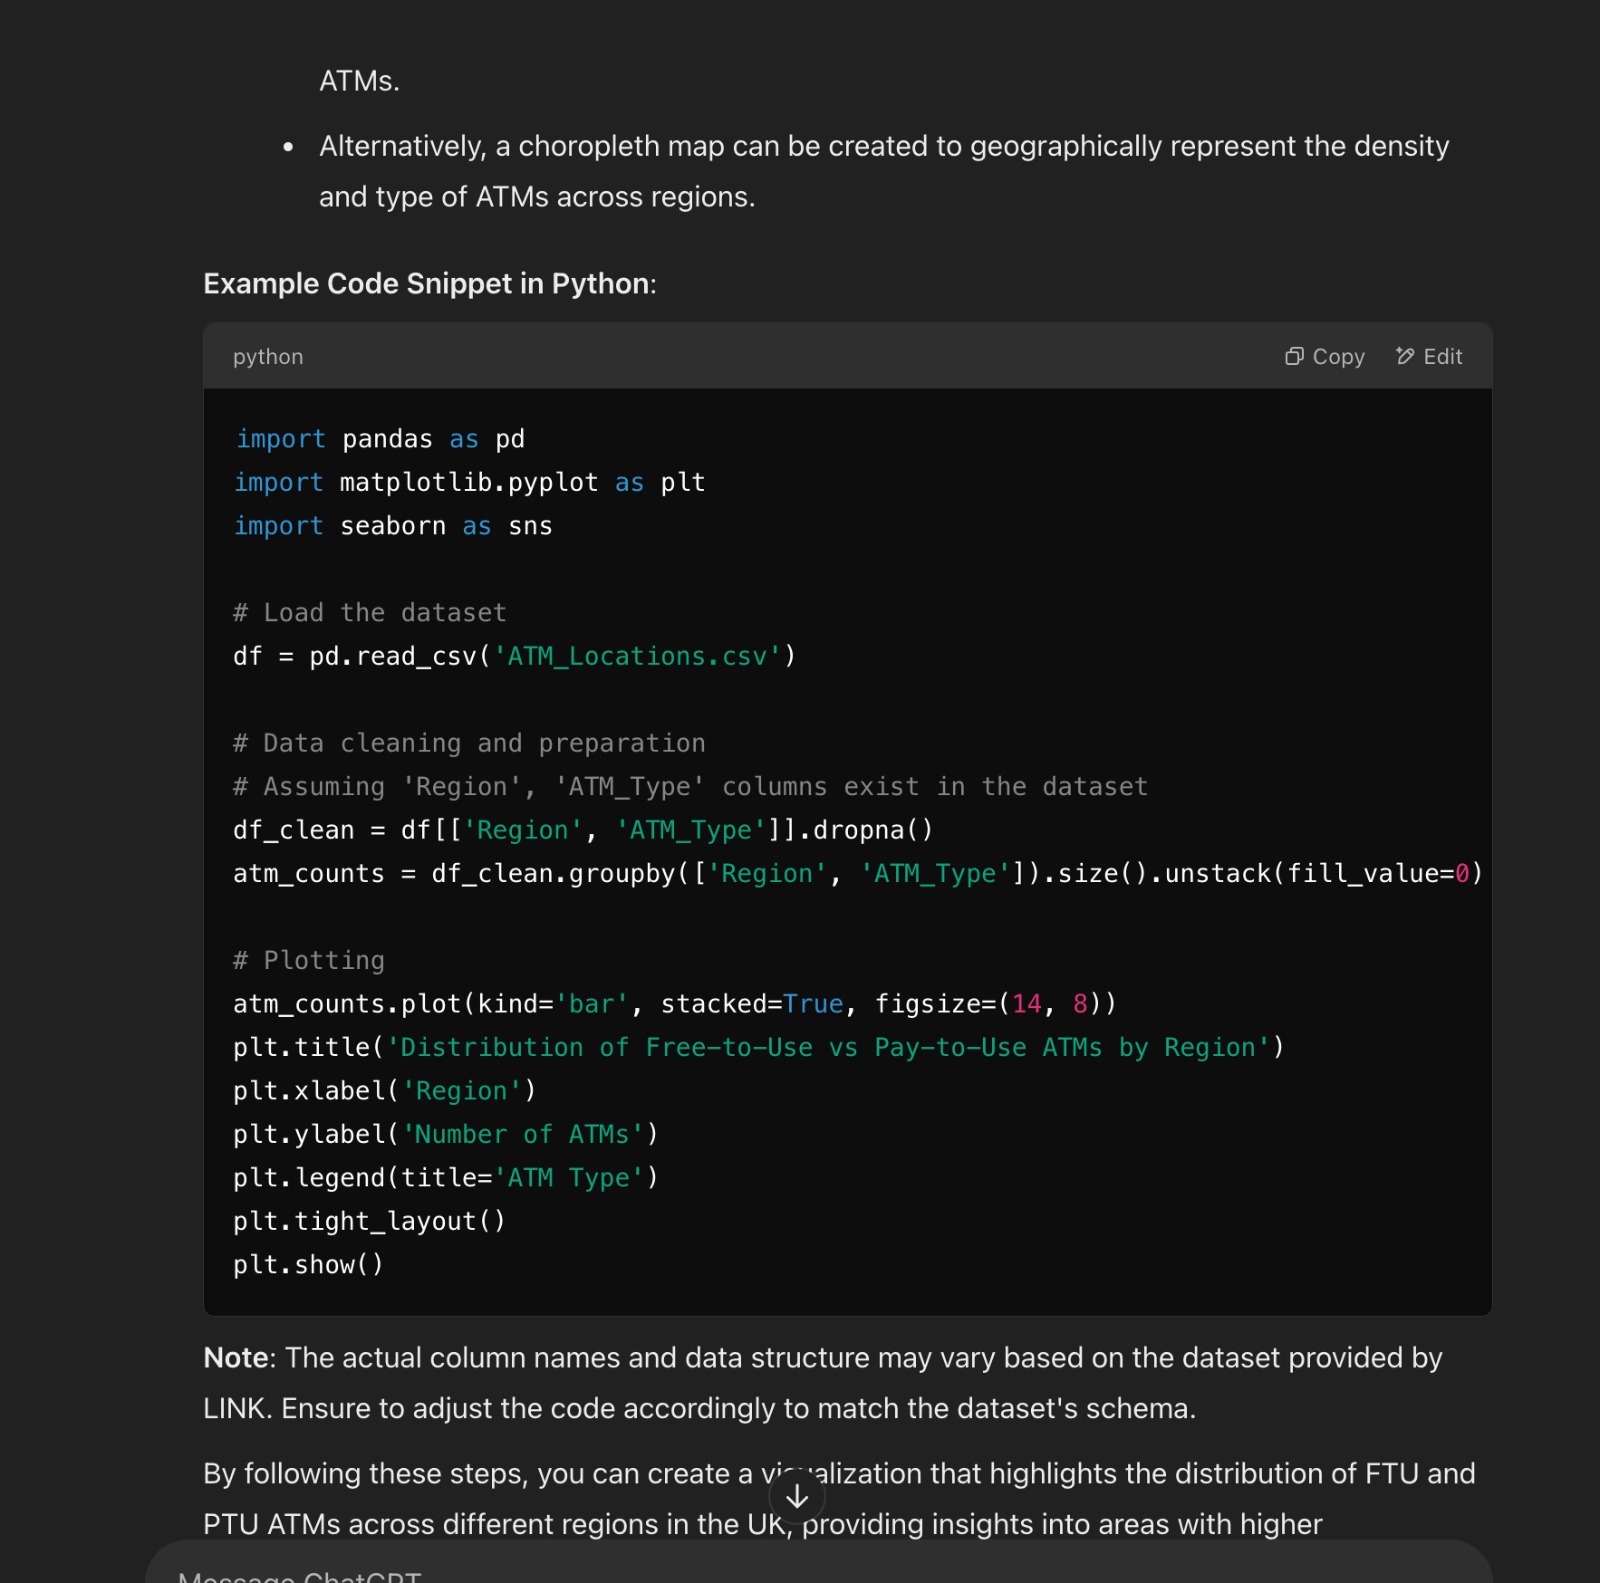 ATMs.
• Alternatively, a choropleth map can be created to geographically represent the density
and type of ATMs across regions.
Example Code Snippet in Python:
python
Copy
Edit
import pandas as pd
import matplotlib.pyplot as plt
import seaborn as sns
# Load the dataset
df = pd.read_csv('ATM_Locations.csv')
# Data cleaning and preparation
# Assuming 'Region', 'ATM_Type' columns exist in the dataset
df_clean = df[['Region', 'ATM_Type']].dropna()
atm_counts = df_clean.groupby(['Region', 'ATM_Type']).size().unstack(fill_value=0)
# Plotting
atm_counts.plot(kind='bar', stacked=True, figsize=(14, 8))
plt.title('Distribution of Free-to-Use vs Pay-to-Use ATMs by Region')
plt.xlabel('Region')
plt.ylabel('Number of ATMs')
plt.legend(title='ATM Type')
plt.tight_layout()
plt.show()
Note: The actual column names and data structure may vary based on the dataset provided by
LINK. Ensure to adjust the code accordingly to match the dataset's schema.
By following these steps, you can create a visualization that highlights the distribution of FTU and
PTU ATMs across different regions in the UK, providing insights into areas with higher
Message ChatGPT